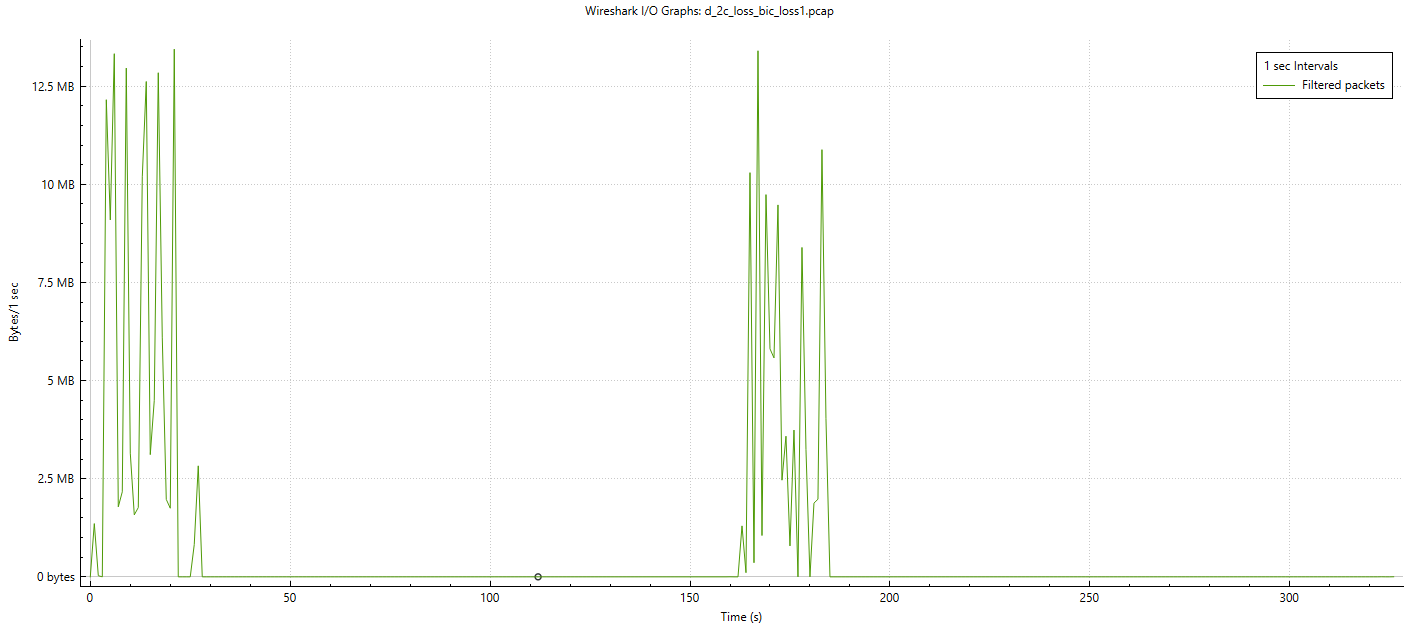 Wireshark I/O Graphs: d_2c_loss_bic_loss1.pcap
1 sec Intervals
Filtered packets
12.5 MB
10 MB
7.5 MB
5 MB
2.5 MB
0 bytes
Bytes/1 sec
0 50 100 150 200 250 300
Time (s)